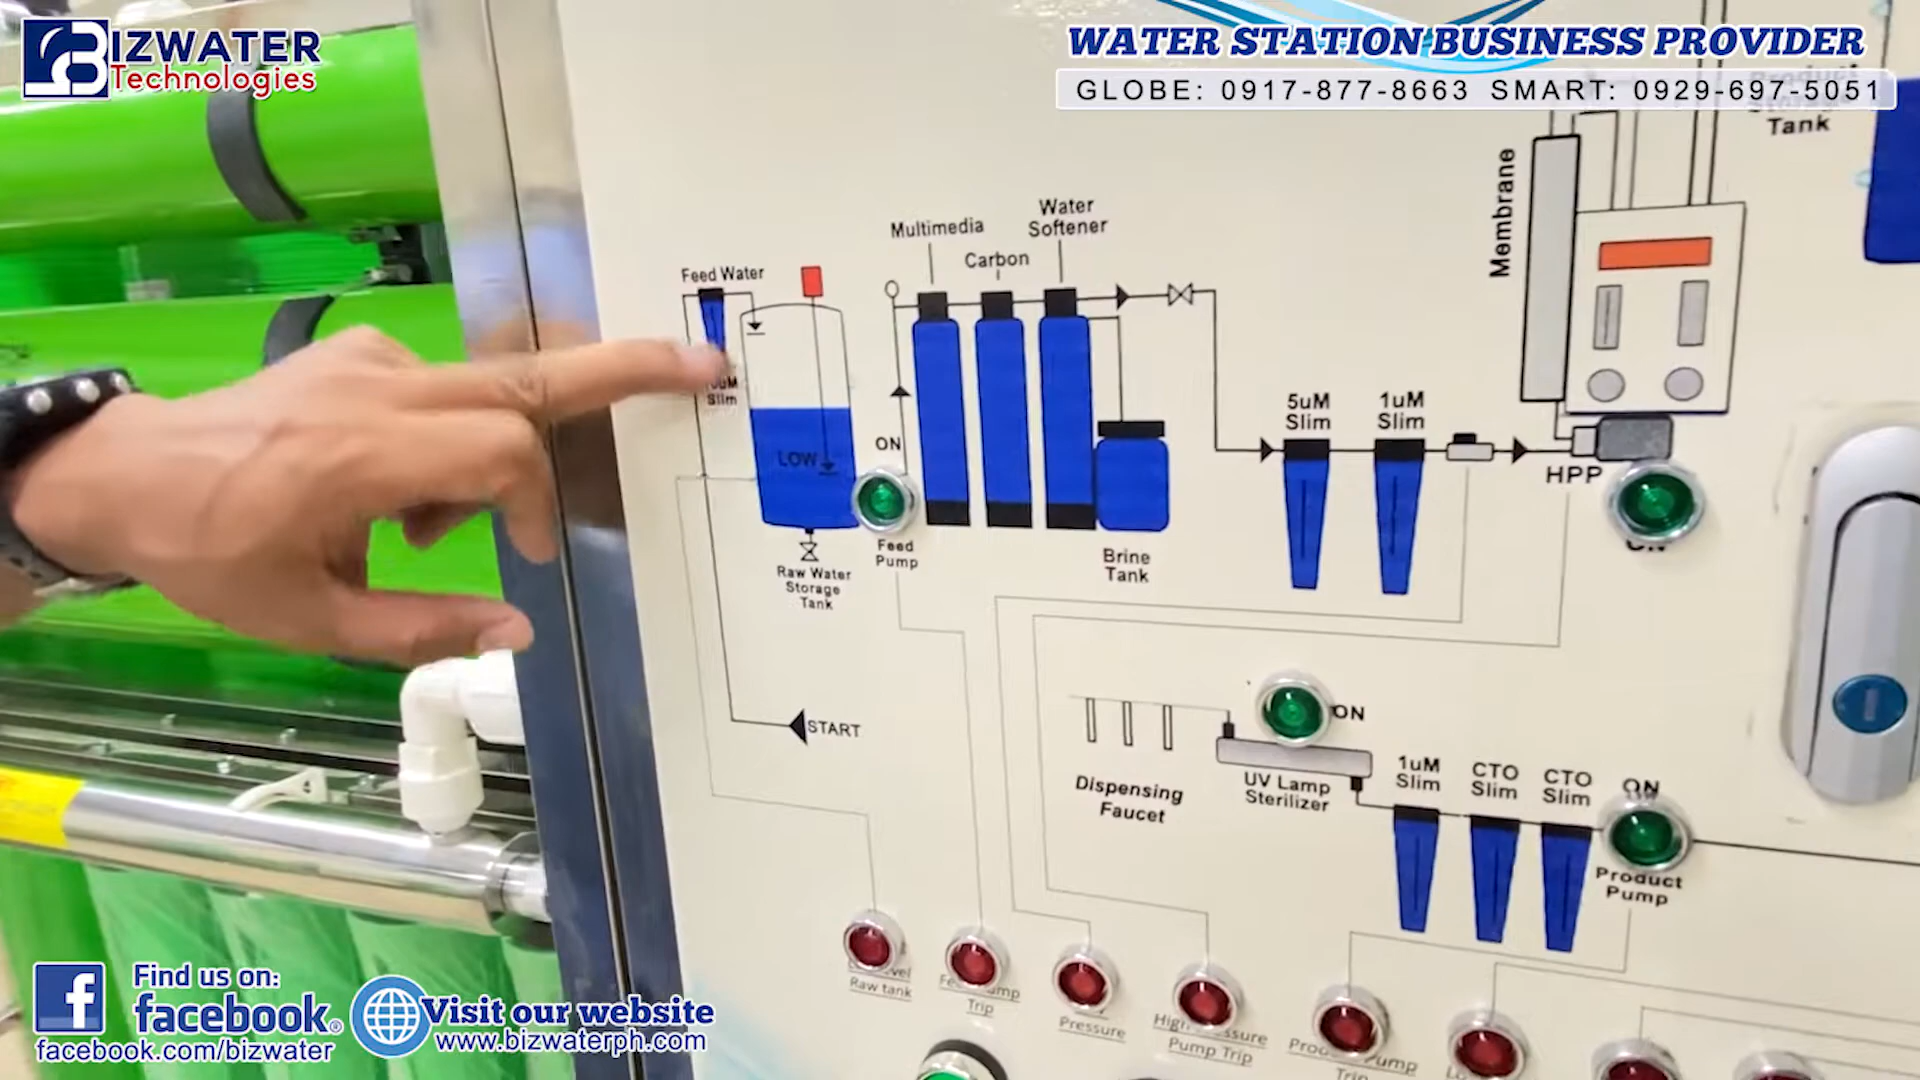 BIZWATER
Technologies
WATER STATION BUSINESS PROVIDER
GLOBE: 0917-877-8663 SMART: 0929-697-5051
Tank
Membrane
Water
Softener
Multimedia
Carbon
Feed Water
Slim
LOW
ON
Feed
Pump
Raw Water
Storage
Tank
Brine
Tank
5uM
Slim
1uM
Slim
HPP
ON
START
ON
Dispensing
Faucet
UV Lamp
Sterilizer
1uM
Slim
CTO
Slim
CTO
Slim
ON
Product
Pump
Raw tank
Trip
Pressure
Pump Trip
Trip
Find us on:
facebook
facebook.com/bizwater
Visit our website
www.bizwaterph.com